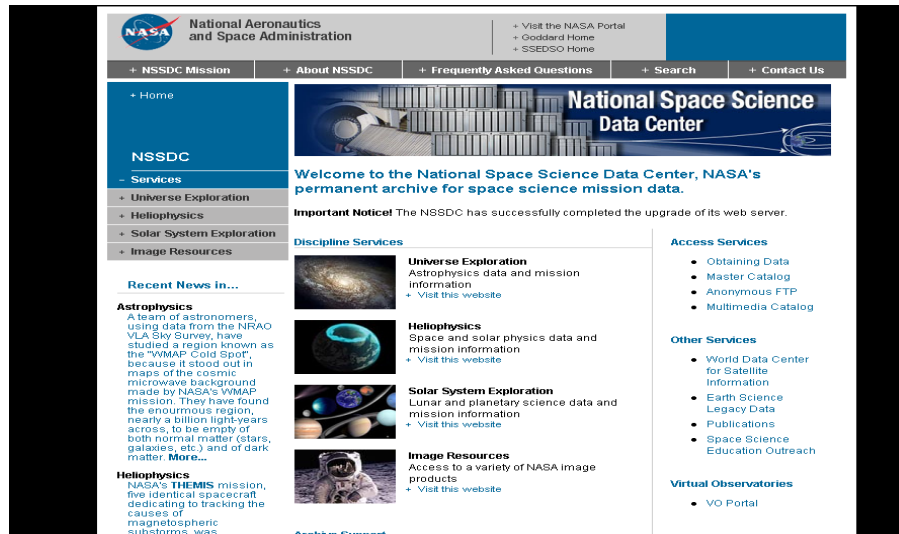 NASA
National Aeronautics
and Space Administration
+ Visit the NASA Portal
+ Goddard Home
+ SSEDSO Home
+ NSSDC Mission
+ About NSSDC
+ Frequently Asked Questions
+ Search
+ Contact Us
+ Home
NSSDC
– Services
+ Universe Exploration
+ Heliophysics
+ Solar System Exploration
+ Image Resources
Recent News in...
Astrophysics
A team of astronomers,
using data from the NRAO
VLA Sky Survey, have
studied a region known as
the "WMAP Cold Spot",
because it stood out in
maps of the cosmic
microwave background
made by NASA's WMAP
mission. They have found
the enourmous region,
nearly a billion light-years
across, to be empty of
both normal matter (stars,
galaxies, etc.) and of dark
matter. More...
Heliophysics
NASA's THEMIS mission,
five identical spacecraft
dedicating to tracking the
causes of
magnetospheric
substorms, was
National Space Science
Data Center
Welcome to the National Space Science Data Center, NASA's
permanent archive for space science mission data.
Important Notice! The NSSDC has successfully completed the upgrade of its web server.
Discipline Services
Universe Exploration
Astrophysics data and mission
information
+ Visit this website
Heliophysics
Space and solar physics data and
mission information
+ Visit this website
Solar System Exploration
Lunar and planetary science data and
mission information
+ Visit this website
Image Resources
Access to a variety of NASA image
products
+ Visit this website
Archive Support
Access Services
• Obtaining Data
• Master Catalog
• Anonymous FTP
• Multimedia Catalog
Other Services
• World Data Center
for Satellite
Information
• Earth Science
Legacy Data
• Publications
• Space Science
Education Outreach
Virtual Observatories
• VO Portal